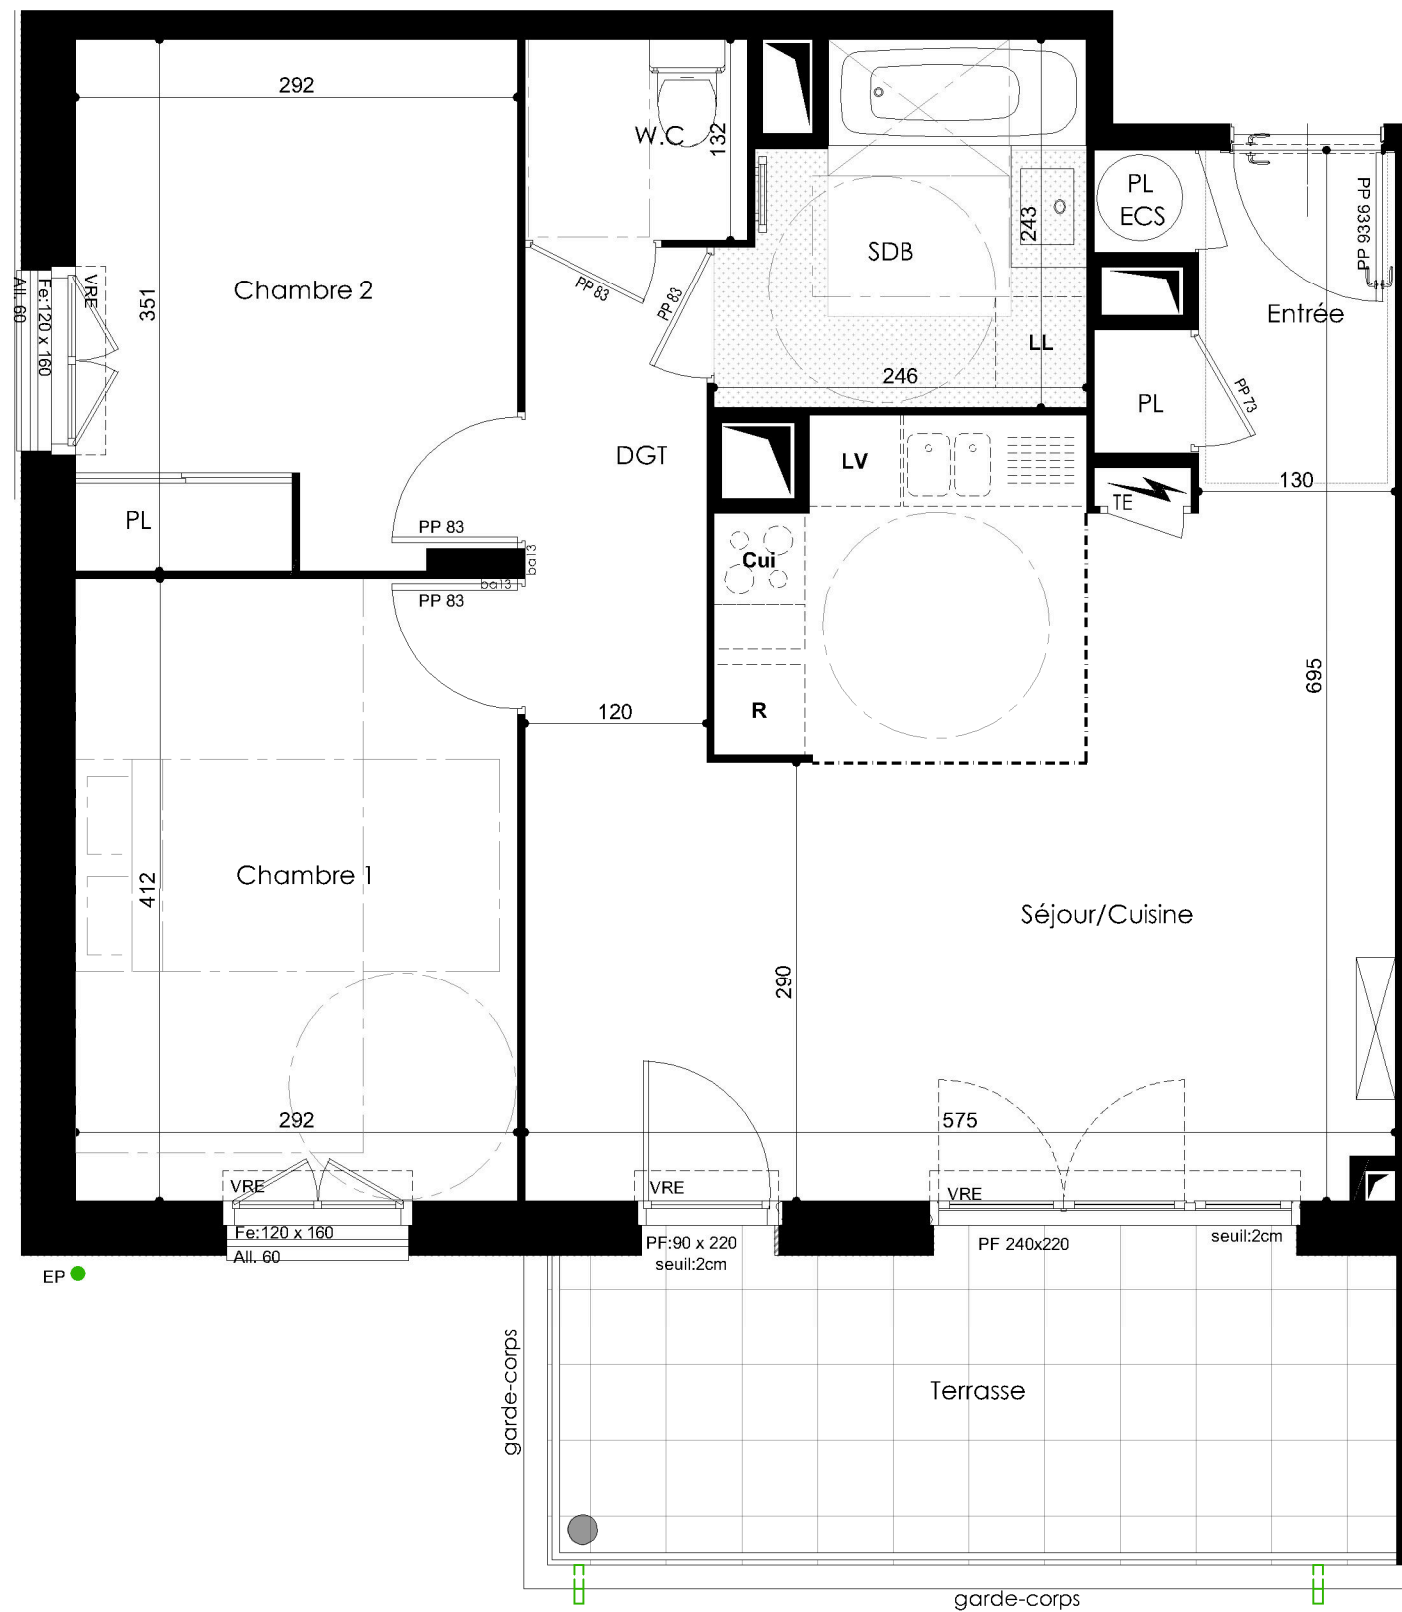 292
132
W.C
PL
ECS
PP 9336
243
SDB
Chambre 2
351
VRE
Fe:120 x 160
All. 60
PP 83
PP 83
Entrée
LL
246
PL
PP 73
DGT
LV
130
TE
PL
PP 83
ba13
Cui
ba13
PP 83
695
120
R
Chambre 1
412
Séjour/Cuisine
290
292
575
VRE
VRE
VRE
Fe:120 x 160
All. 60
PF:90 x 220
seuil:2cm
PF 240x220
seuil:2cm
EP
garde-corps
Terrasse
garde-corps